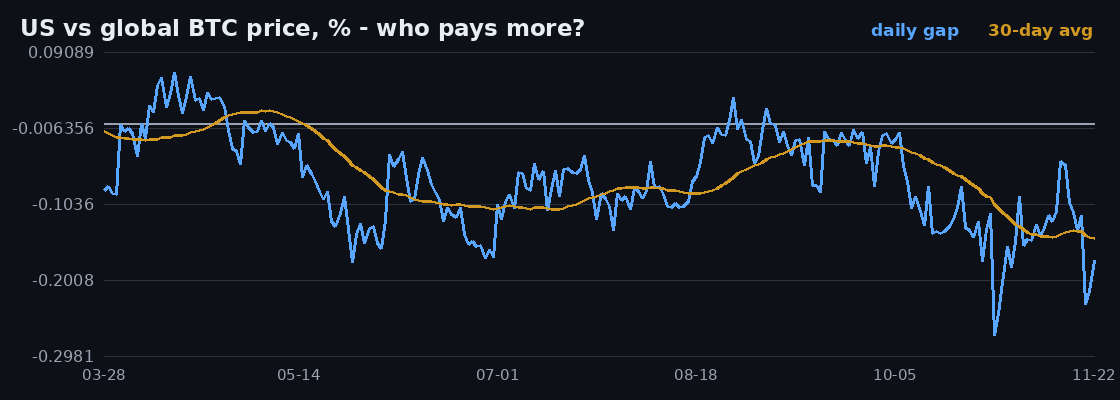 US vs global BTC price, % - who pays more?
daily gap 30-day avg
0.09089
-0.006356
-0.1036
-0.2008
-0.2981
03-28 05-14 07-01 08-18 10-05 11-22